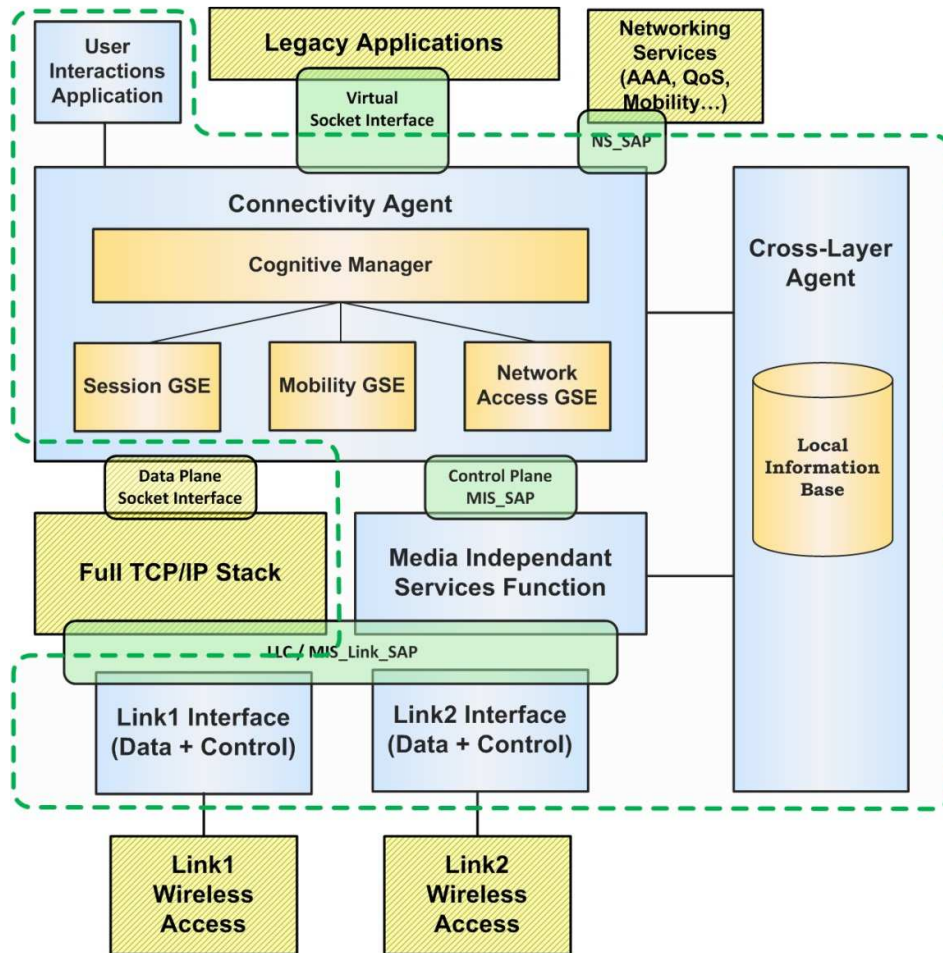 User
Interactions
Application
Legacy Applications
Networking
Services
(AAA, QoS,
Mobility...)
Virtual
Socket Interface
NS_SAP
Connectivity Agent
Cognitive Manager
Session GSE
Mobility GSE
Network
Access GSE
Cross-Layer
Agent
Local
Information
Base
Data Plane
Socket Interface
Control Plane
MIS_SAP
Full TCP/IP Stack
Media Independant
Services Function
LLC / MIS_Link_SAP
Link1 Interface
(Data + Control)
Link2 Interface
(Data + Control)
Link1
Wireless
Access
Link2
Wireless
Access